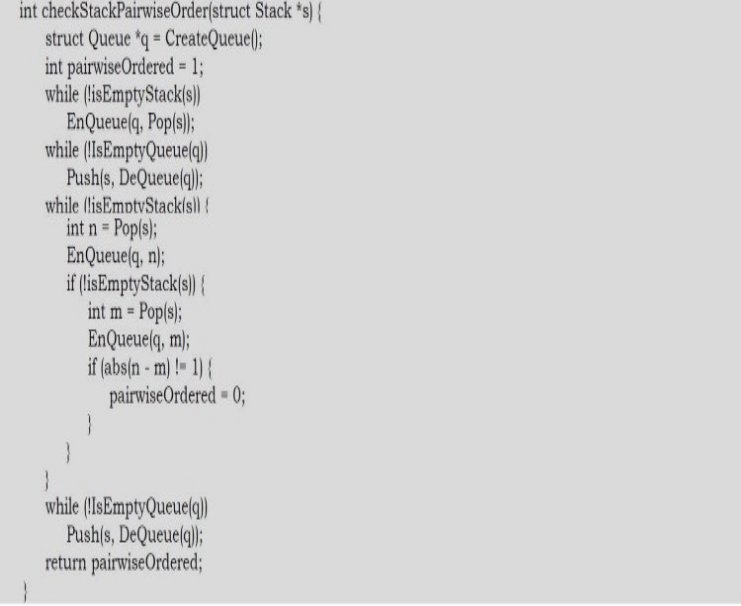 int checkStackPairwiseOrder(struct Stack *s) {
struct Queue *q = CreateQueue();
int pairwiseOrdered = 1;
while (!isEmptyStack(s))
EnQueue(q, Pop(s));
while (!IsEmptyQueue(q))
Push(s, DeQueue(q));
while (!isEmptyStack(s)) {
int n = Pop(s);
EnQueue(q, n);
if (!isEmptyStack(s)) {
int m = Pop(s);
EnQueue(q, m);
if (abs(n - m) != 1) {
pairwiseOrdered = 0;
}
}
}
while (!IsEmptyQueue(q))
Push(s, DeQueue(q));
return pairwiseOrdered;
}